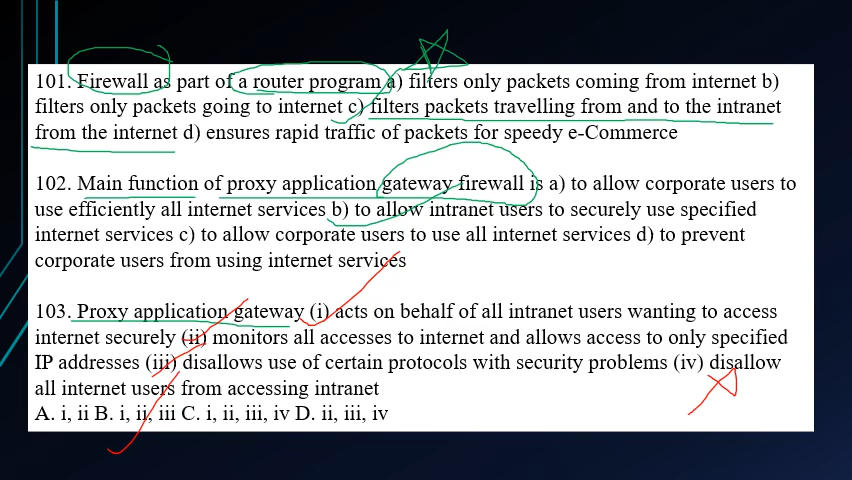 101. Firewall as part of a router program a) filters only packets coming from internet b)
filters only packets going to internet c) filters packets travelling from and to the intranet
from the internet d) ensures rapid traffic of packets for speedy e-Commerce
102. Main function of proxy application gateway firewall is a) to allow corporate users to
use efficiently all internet services b) to allow intranet users to securely use specified
internet services c) to allow corporate users to use all internet services d) to prevent
corporate users from using internet services
103. Proxy application gateway (i) acts on behalf of all intranet users wanting to access
internet securely (ii) monitors all accesses to internet and allows access to only specified
IP addresses (iii) disallows use of certain protocols with security problems (iv) disallow
all internet users from accessing intranet
A. i, ii B. i, ii, iii C. i, ii, iii, iv D. ii, iii, iv